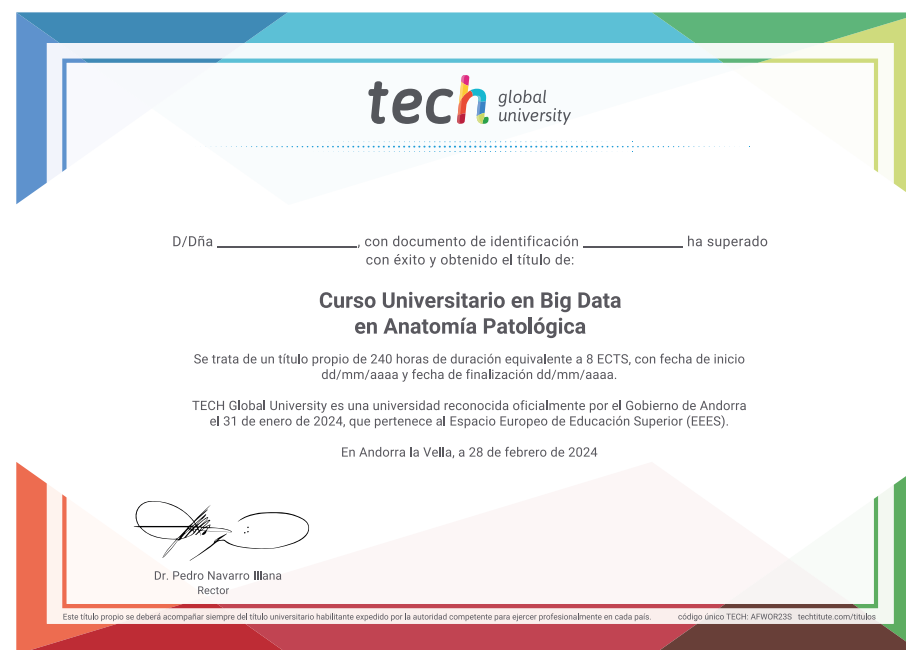 tech global
university
D/Dña ____________________, con documento de identificación ______________ ha superado
con éxito y obtenido el título de:
Curso Universitario en Big Data
en Anatomía Patológica
Se trata de un título propio de 240 horas de duración equivalente a 8 ECTS, con fecha de inicio
dd/mm/aaaa y fecha de finalización dd/mm/aaaa.
TECH Global University es una universidad reconocida oficialmente por el Gobierno de Andorra
el 31 de enero de 2024, que pertenece al Espacio Europeo de Educación Superior (EEES).
En Andorra la Vella, a 28 de febrero de 2024
Dr. Pedro Navarro Illana
Rector
Este título propio se deberá acompañar siempre del título universitario habilitante expedido por la autoridad competente para ejercer profesionalmente en cada país. código único TECH: AFWOR23S techtitute.com/titulos